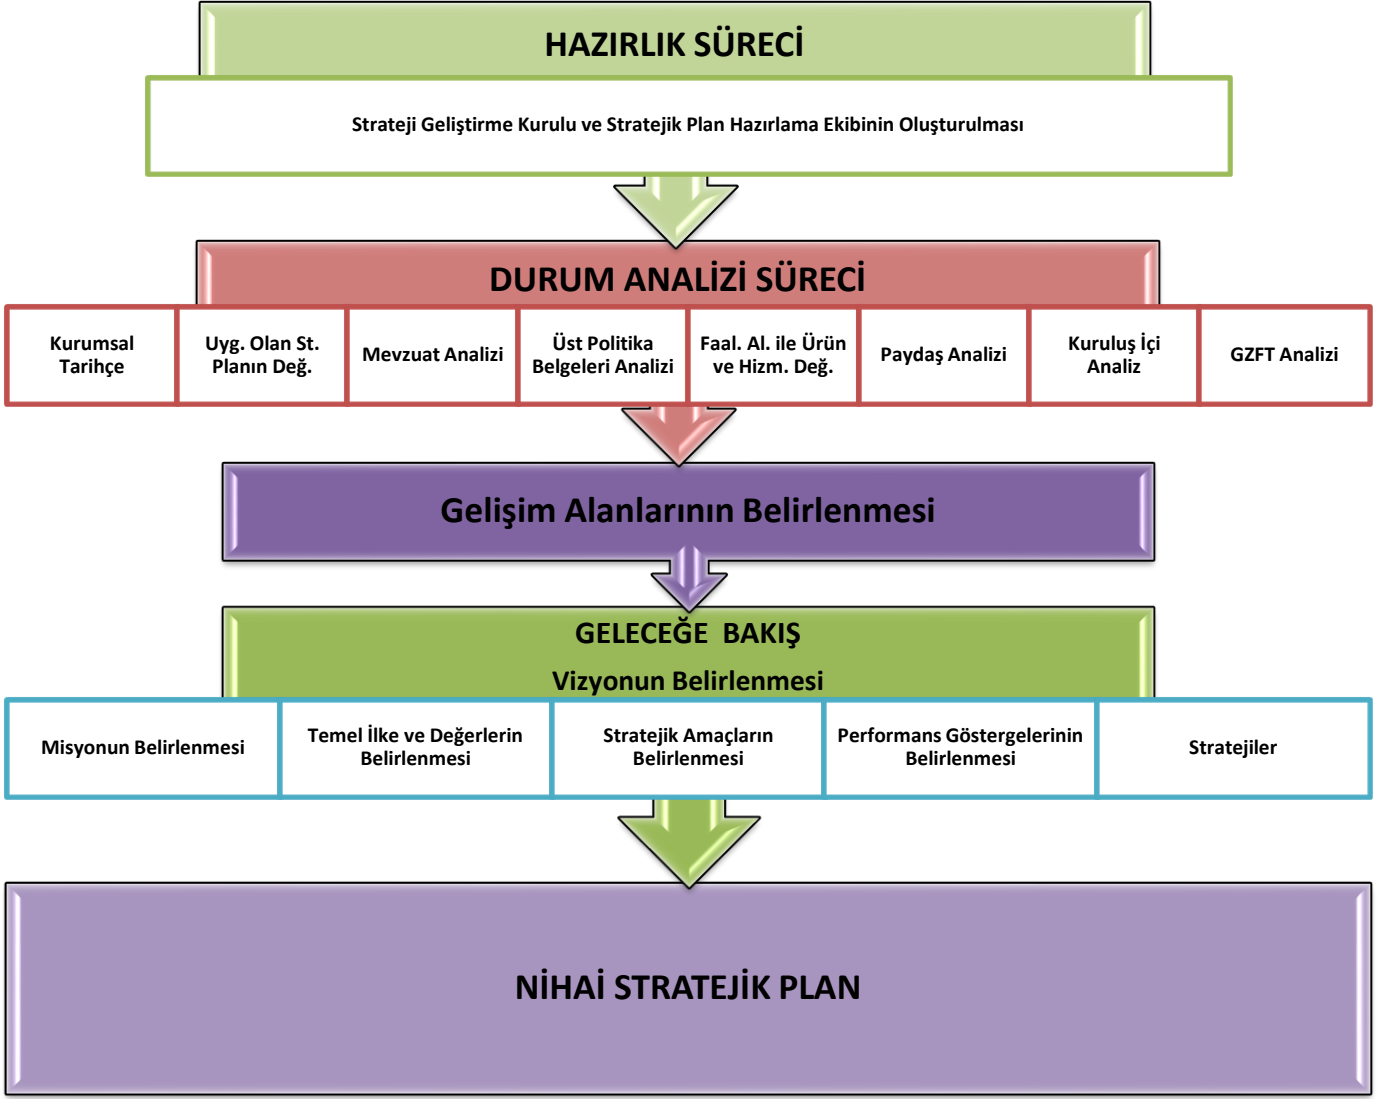 HAZIRLIK SÜRECİ
Strateji Geliştirme Kurulu ve Stratejik Plan Hazırlama Ekibinin Oluşturulması
DURUM ANALİZİ SÜRECİ
Kurumsal
Tarihçe
Uyg. Olan St.
Planın Değ.
Mevzuat Analizi
Üst Politika
Belgeleri Analizi
Faal. Al. ile Ürün
ve Hizm. Değ.
Paydaş Analizi
Kuruluş İçi
Analiz
GZFT Analizi
Gelişim Alanlarının Belirlenmesi
GELECEĞE BAKIŞ
Vizyonun Belirlenmesi
Misyonun Belirlenmesi
Temel İlke ve Değerlerin
Belirlenmesi
Stratejik Amaçların
Belirlenmesi
Performans Göstergelerinin
Belirlenmesi
Stratejiler
NİHAİ STRATEJİK PLAN